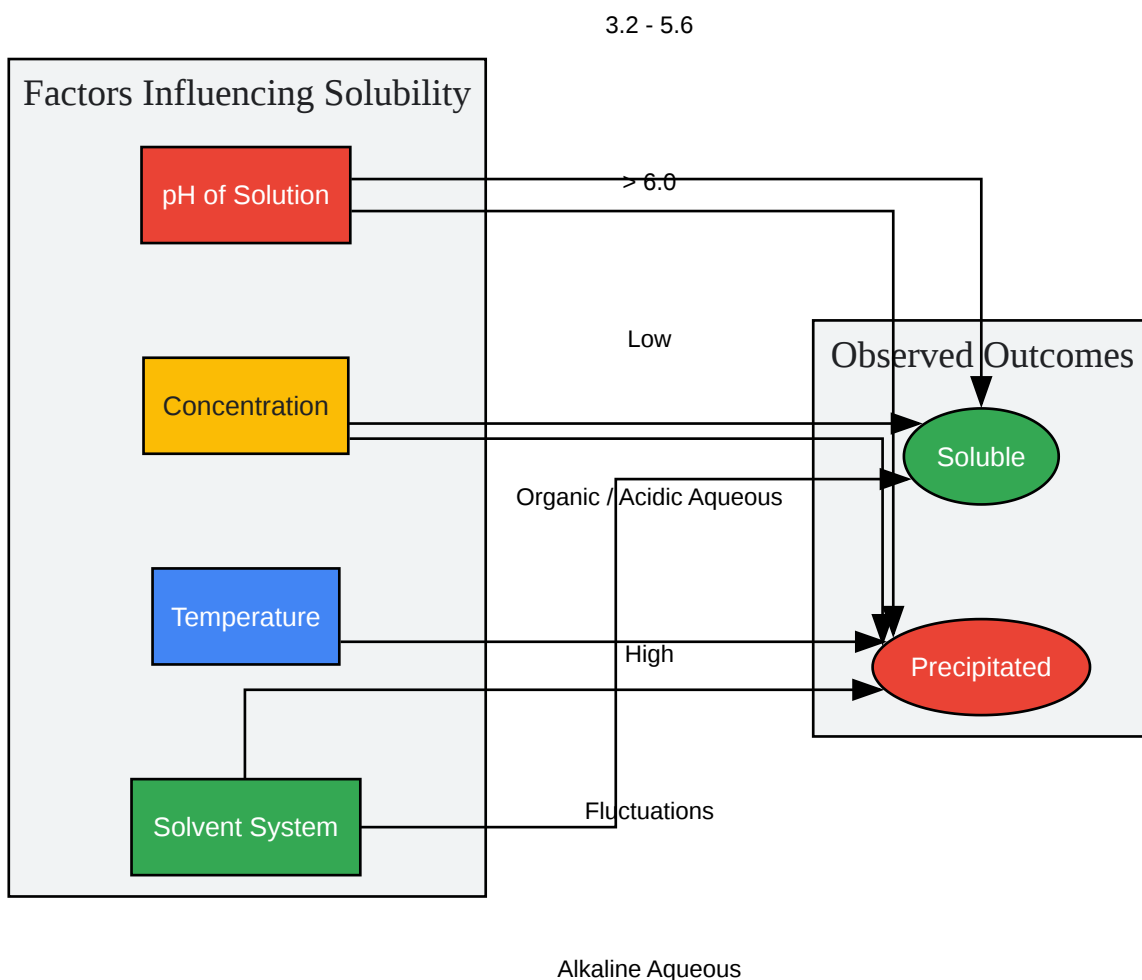 3.2 - 5.6
Factors Influencing Solubility
pH of Solution
> 6.0
Low
Observed Outcomes
Concentration
Soluble
Organic / Acidic Aqueous
Temperature
High
Precipitated
Fluctuations
Solvent System
Alkaline Aqueous